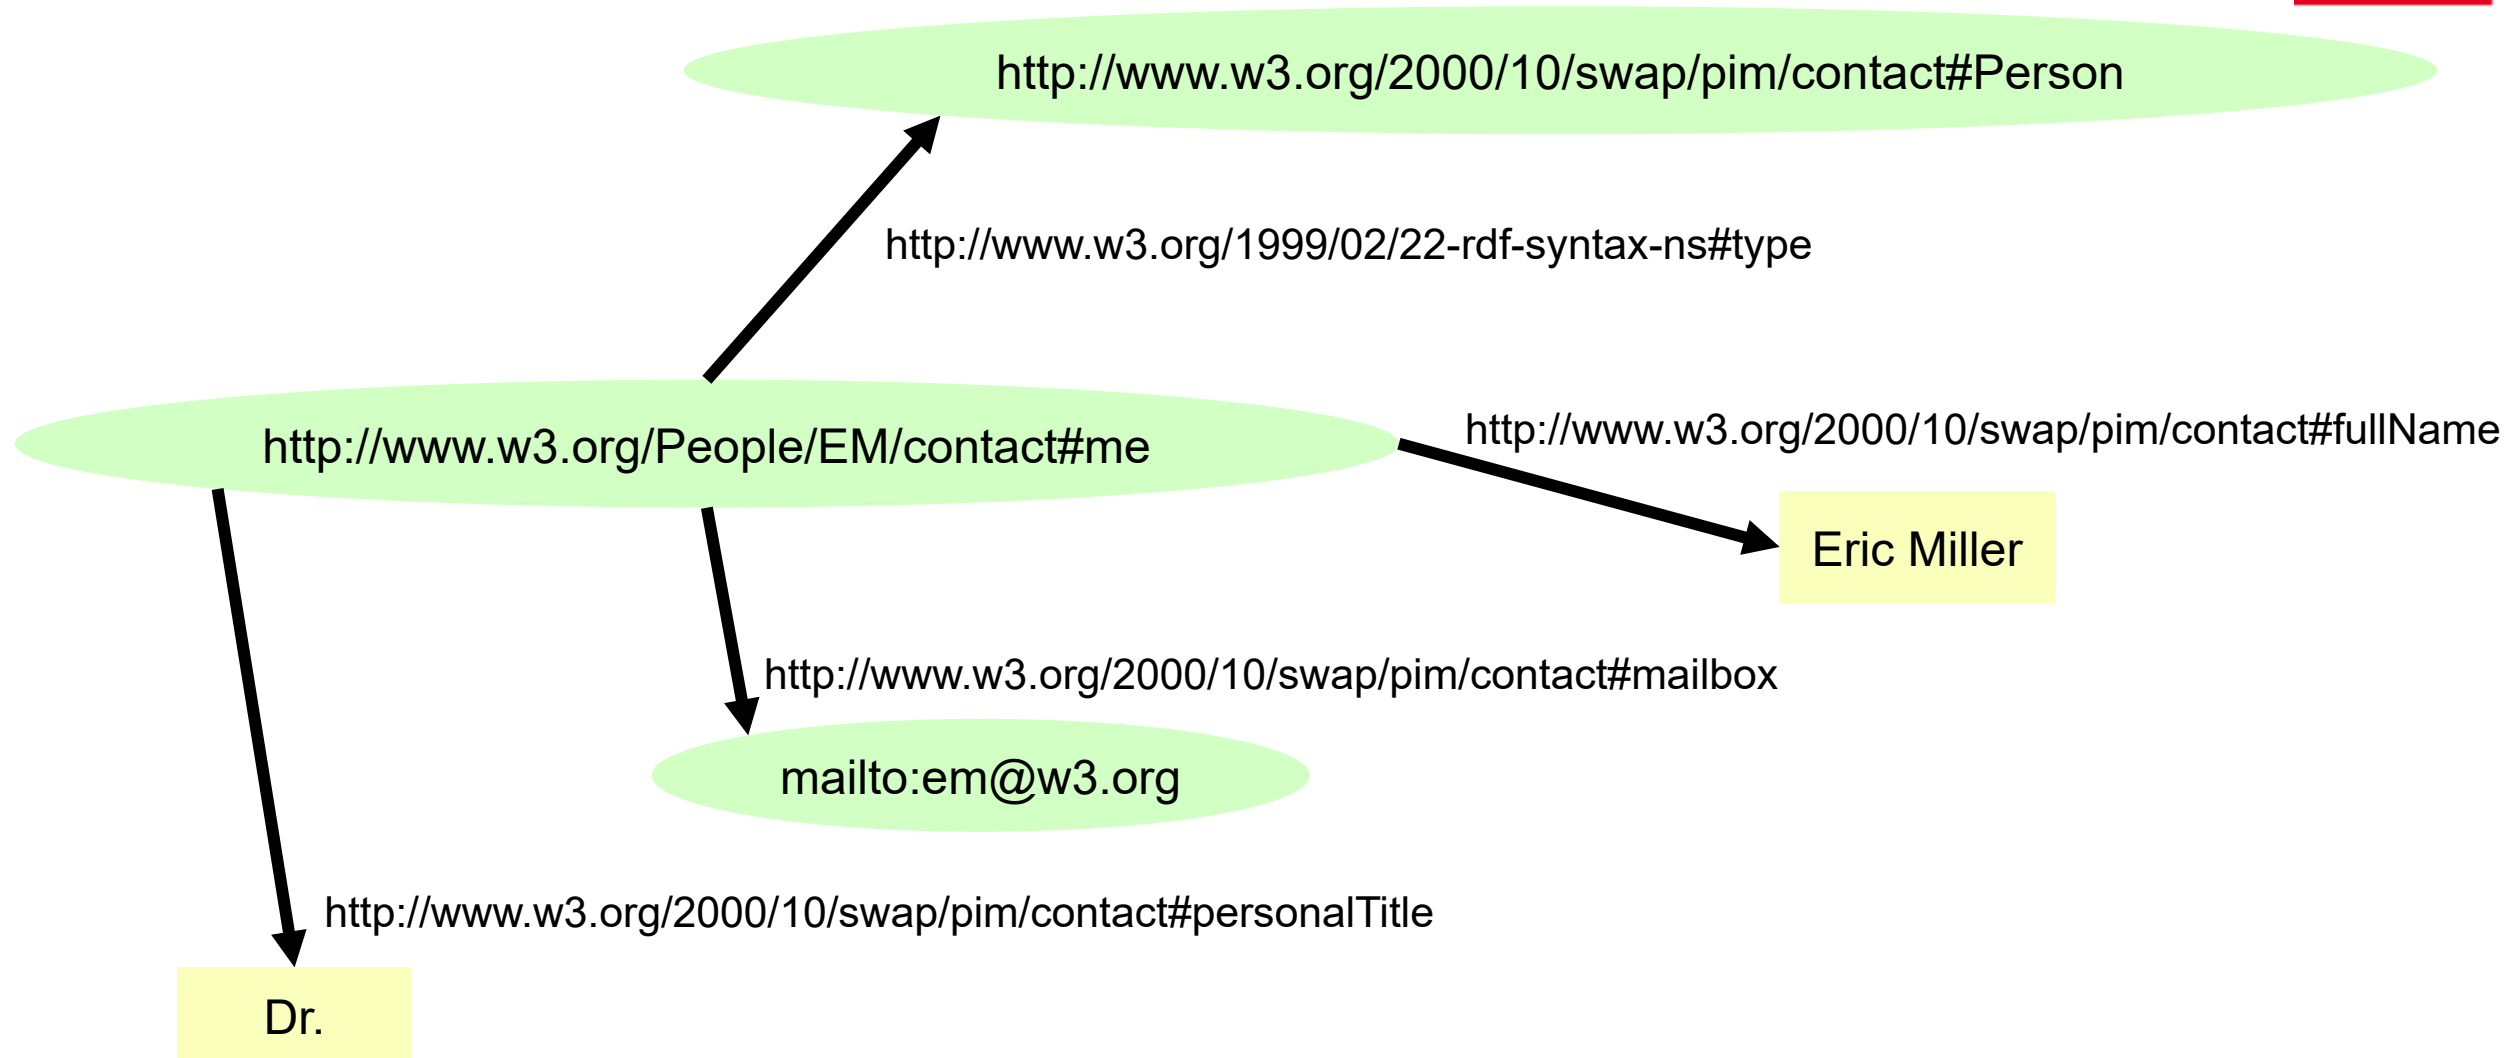 http://www.w3.org/2000/10/swap/pim/contact#Person
http://www.w3.org/1999/02/22-rdf-syntax-ns#type
http://www.w3.org/People/EM/contact#me
http://www.w3.org/2000/10/swap/pim/contact#fullName
Eric Miller
http://www.w3.org/2000/10/swap/pim/contact#mailbox
mailto:em@w3.org
http://www.w3.org/2000/10/swap/pim/contact#personalTitle
Dr.